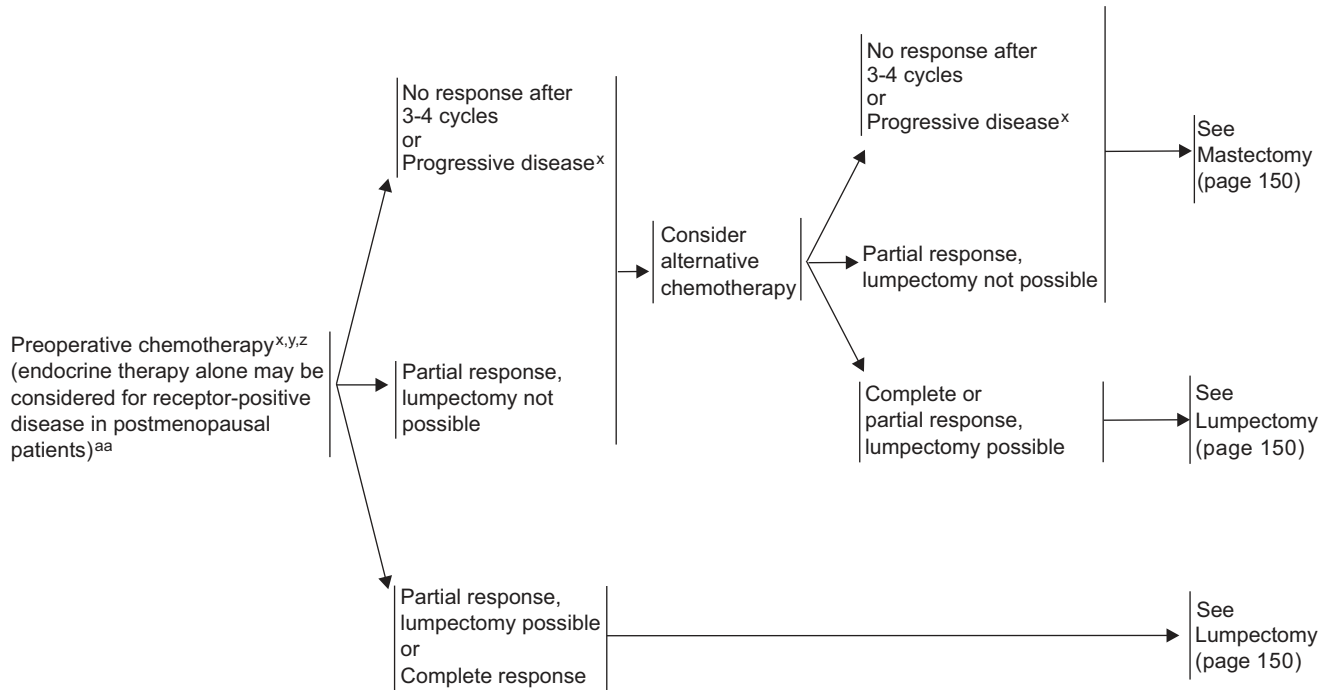 Preoperative chemotherapyx,y,z
(endocrine therapy alone may be
considered for receptor-positive
disease in postmenopausal
patients)aa
No response after
3-4 cycles
or
Progressive diseasex
Partial response,
lumpectomy not
possible
Partial response,
lumpectomy possible
or
Complete response
Consider
alternative
chemotherapy
No response after
3-4 cycles
or
Progressive diseasex
Partial response,
lumpectomy not possible
Complete or
partial response,
lumpectomy possible
See
Mastectomy
(page 150)
See
Lumpectomy
(page 150)
See
Lumpectomy
(page 150)